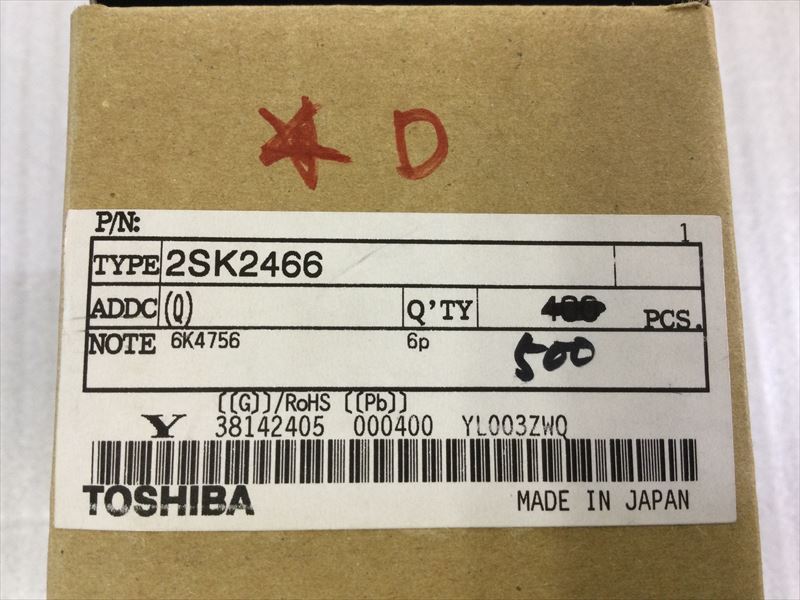 D
P/N:
1
TYPE 2SK2466
ADDC (Q) Q'TY 400 PCS.
NOTE 6K4756 6p 500
[[G]]/RoHS [[Pb]]
Y 38142405 000400 YL003ZWQ
TOSHIBA MADE IN JAPAN